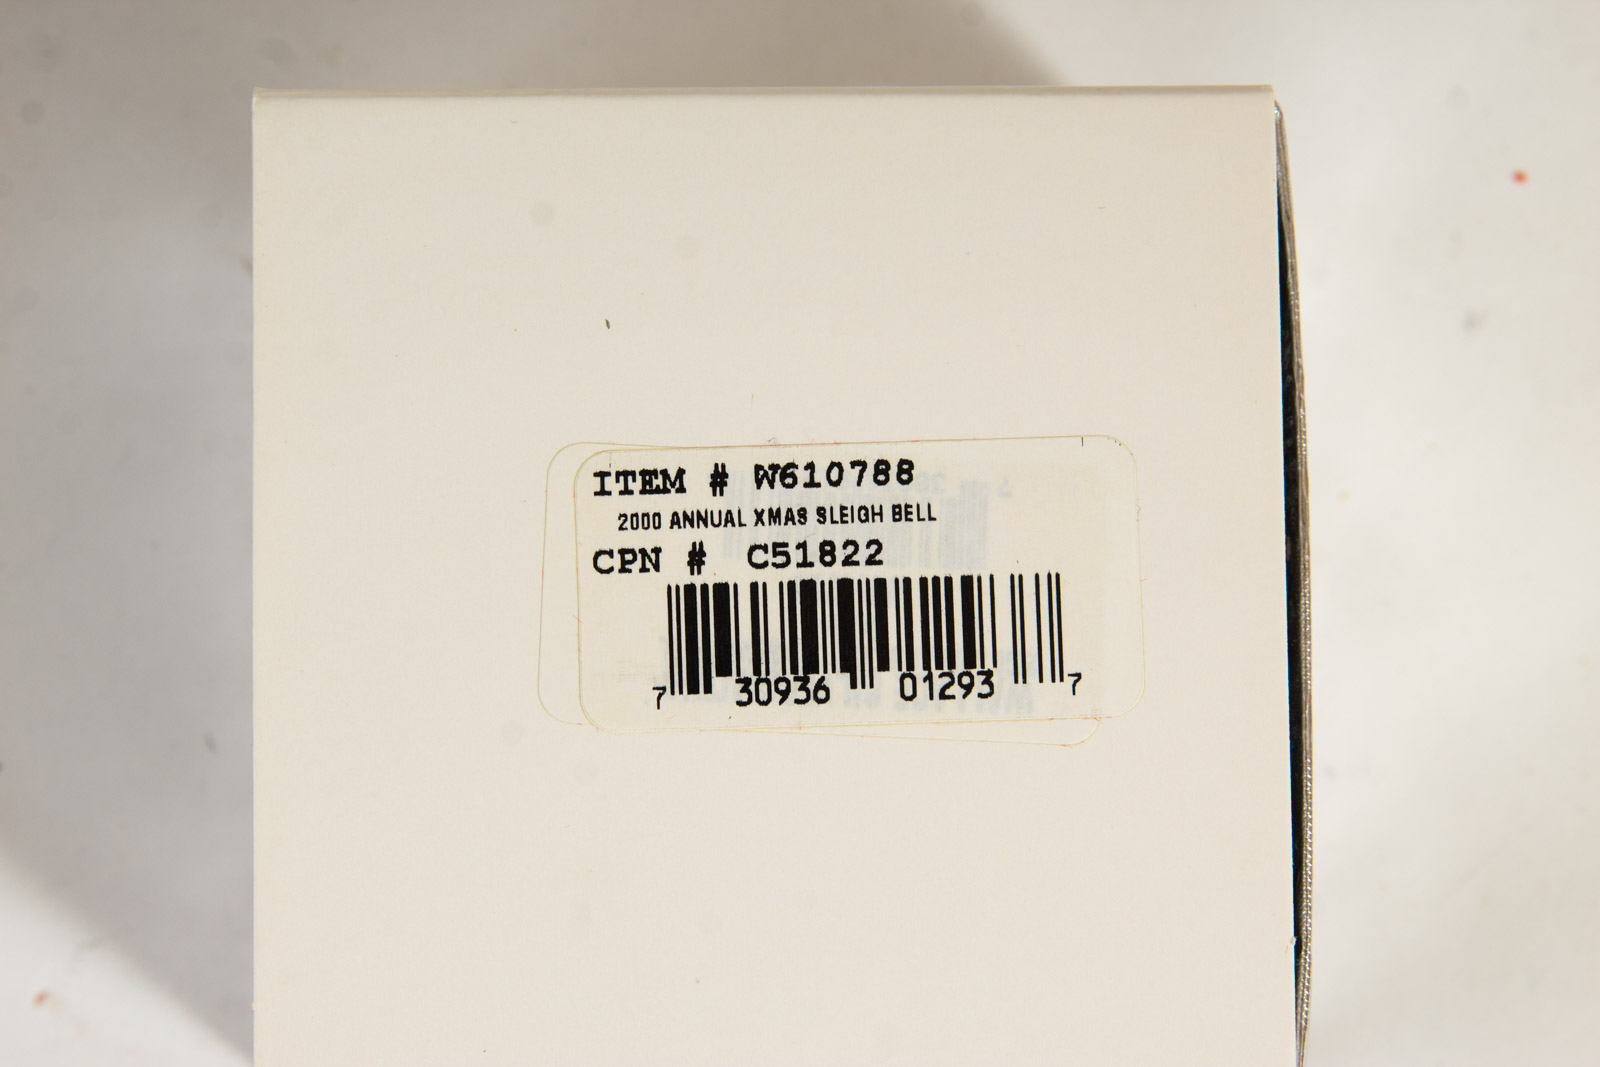 ITEM # W610788
2000 ANNUAL XMAS SLEIGH BELL
CPN # C51822
7 30936 01293 7